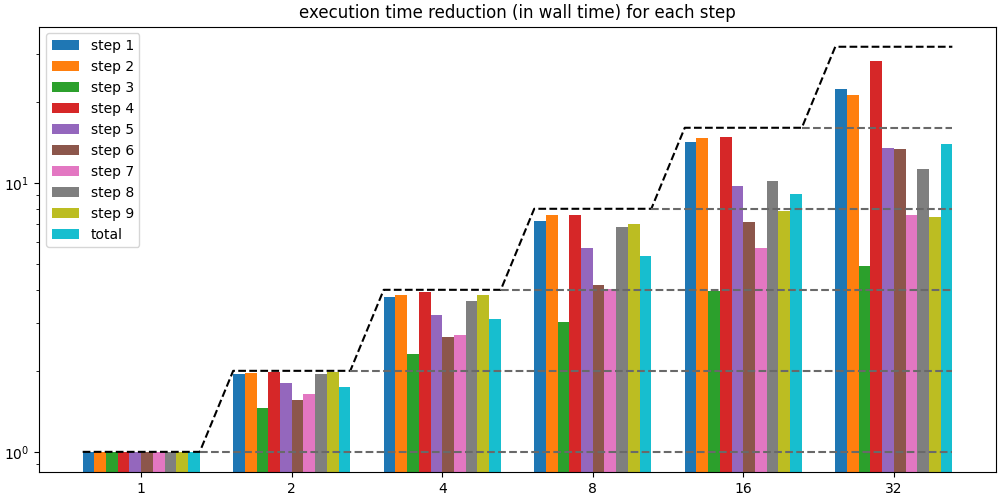 execution time reduction (in wall time) for each step
step 1
step 2
step 3
step 4
step 5
step 6
step 7
step 8
step 9
total
10¹
10⁰
1 2 4 8 16 32